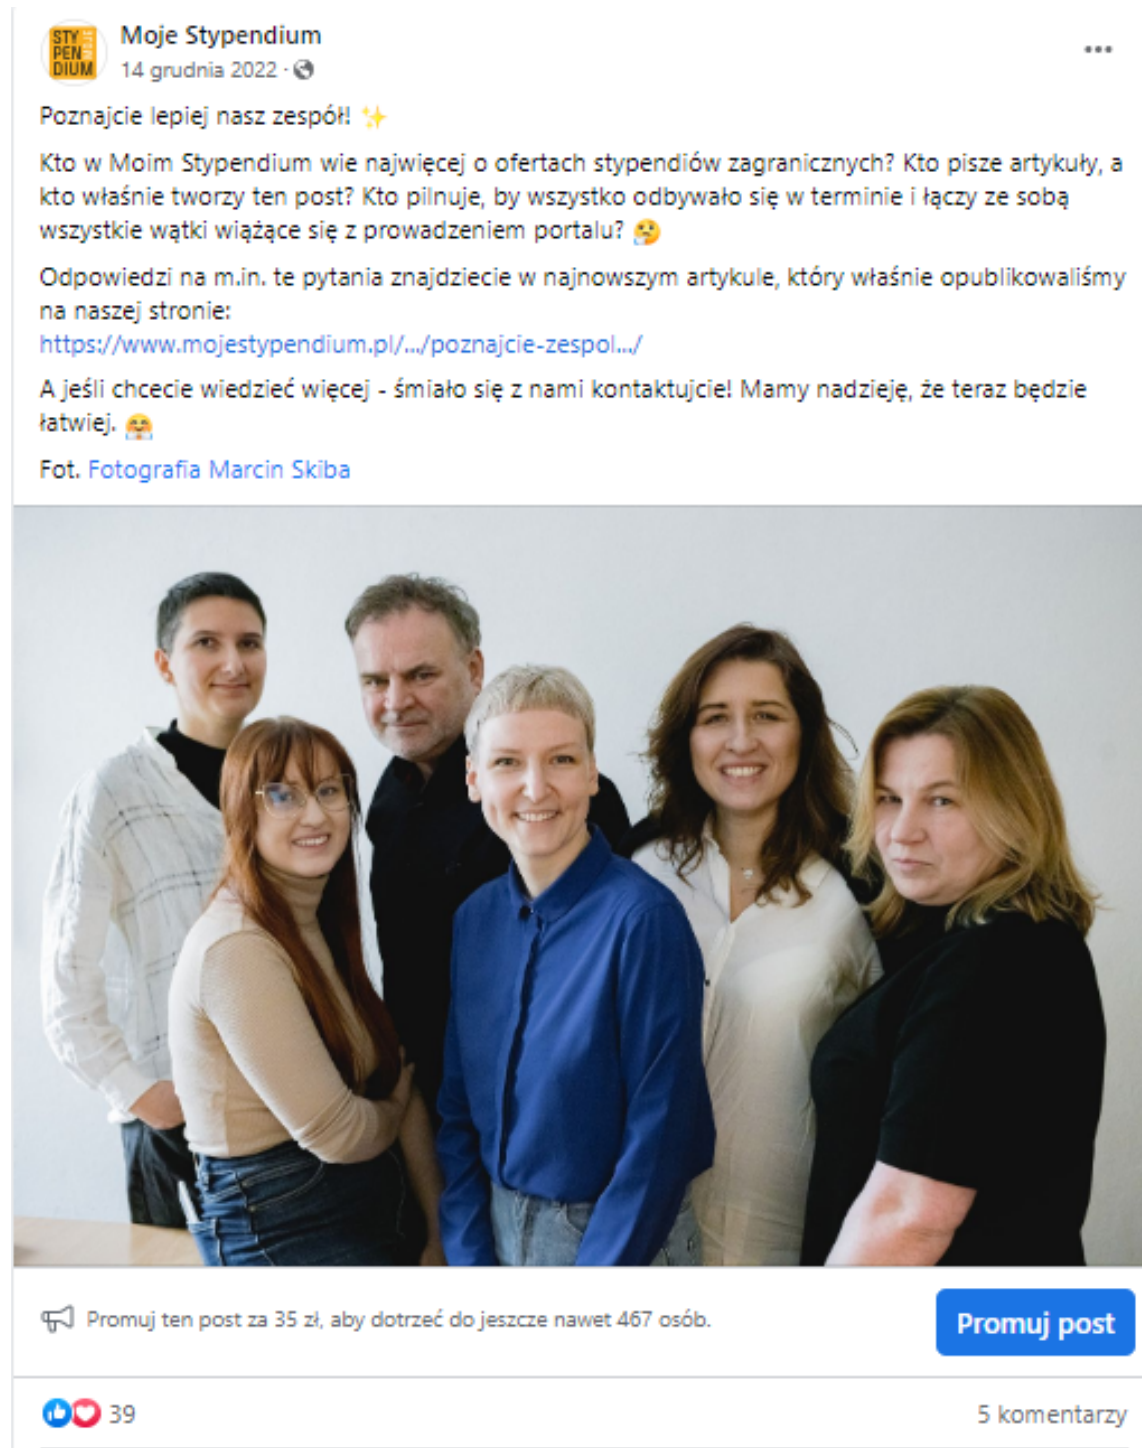 STY
PEN
DIUM
MOJE
Moje Stypendium
14 grudnia 2022 ·
Poznajcie lepiej nasz zespół! ✨
Kto w Moim Stypendium wie najwięcej o ofertach stypendiów zagranicznych? Kto pisze artykuły, a
kto właśnie tworzy ten post? Kto pilnuje, by wszystko odbywało się w terminie i łączy ze sobą
wszystkie wątki wiążące się z prowadzeniem portalu? 🤔
Odpowiedzi na m.in. te pytania znajdziecie w najnowszym artykule, który właśnie opublikowaliśmy
na naszej stronie:
https://www.mojestypendium.pl/.../poznajcie-zespol.../
A jeśli chcecie wiedzieć więcej - śmiało się z nami kontaktujcie! Mamy nadzieję, że teraz będzie
łatwiej. 🤗
Fot. Fotografia Marcin Skiba
Promuj ten post za 35 zł, aby dotrzeć do jeszcze nawet 467 osób.
Promuj post
39
5 komentarzy